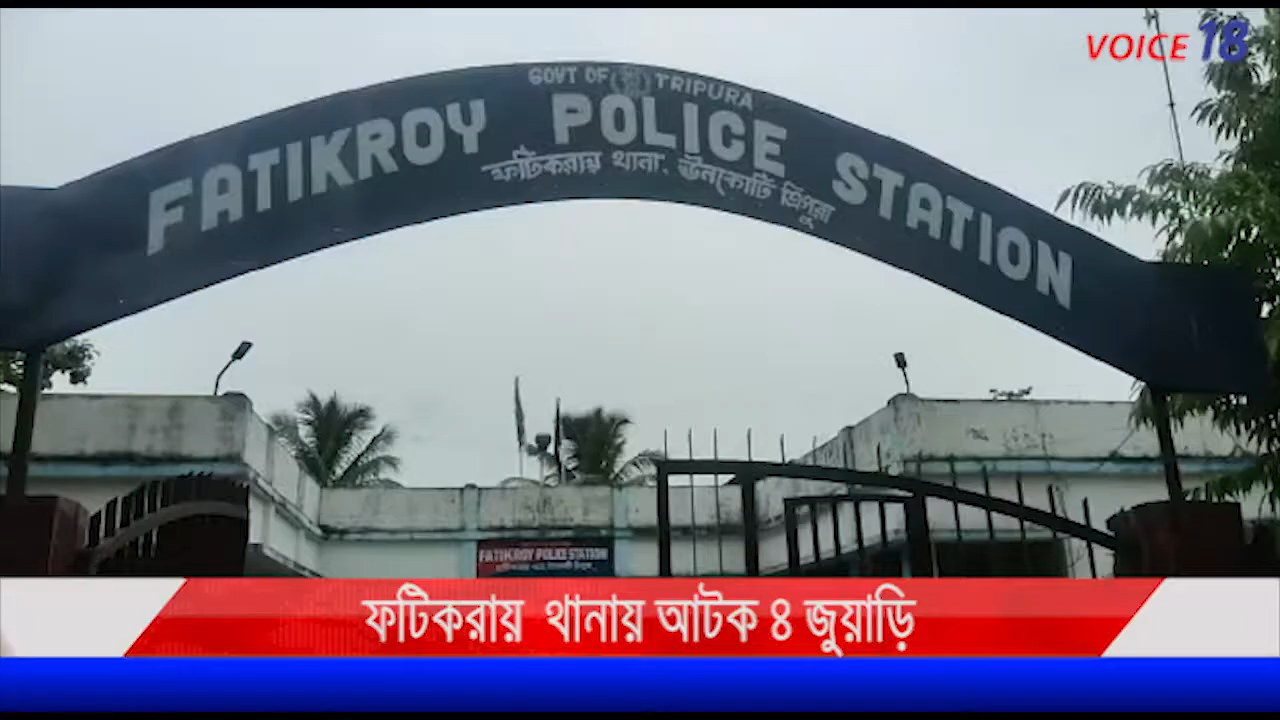 VOICE 18
GOVT OF TRIPURA
FATIKROY POLICE STATION
ফটিকরায় থানা. ঊনকোটি ত্রিপুরা
FATIKROY POLICE STATION
ফটিকরায় থানায় আটক ৪ জুয়াড়ি